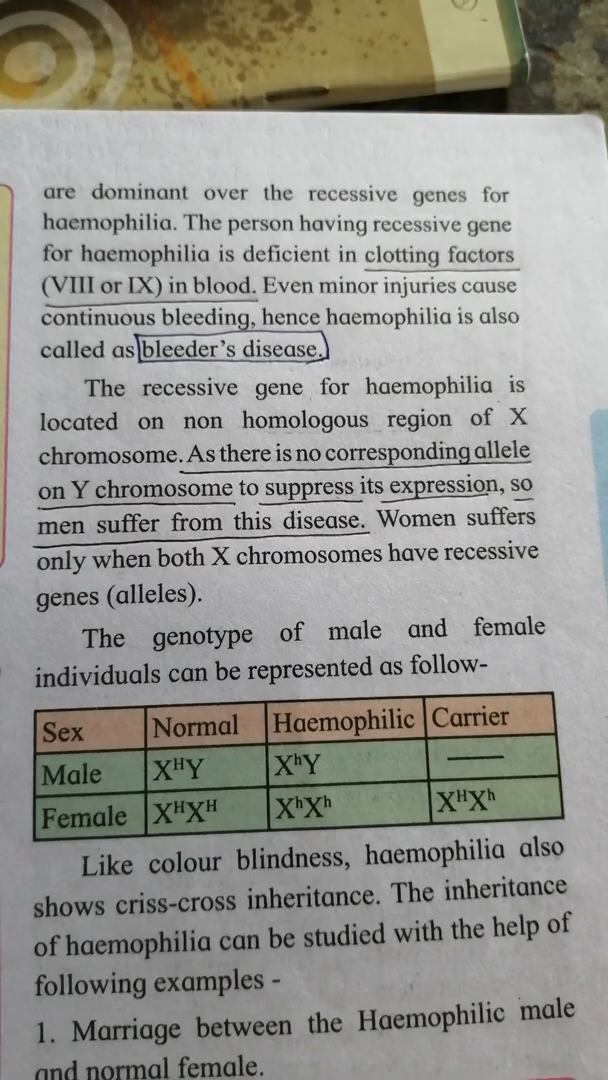 are dominant over the recessive genes for
haemophilia. The person having recessive gene
for haemophilia is deficient in clotting factors
(VIII or IX) in blood. Even minor injuries cause
continuous bleeding, hence haemophilia is also
called as bleeder's disease.
The recessive gene for haemophilia is
located on non homologous region of X
chromosome. As there is no corresponding allele
on Y chromosome to suppress its expression, so
men suffer from this disease. Women suffers
only when both X chromosomes have recessive
genes (alleles).
The genotype of male and female
individuals can be represented as follow-
Sex Normal Haemophilic Carrier
Male XᴴY XʰY —
Female XᴴXᴴ XʰXʰ XᴴXʰ
Like colour blindness, haemophilia also
shows criss-cross inheritance. The inheritance
of haemophilia can be studied with the help of
following examples -
1. Marriage between the Haemophilic male
and normal female.